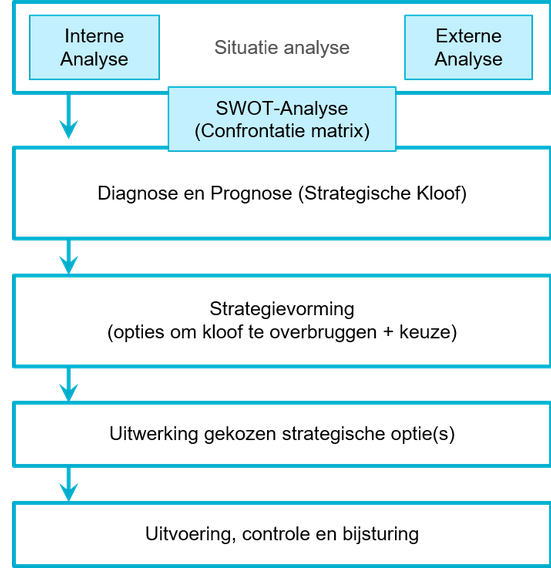 Interne
Analyse
Situatie analyse
Externe
Analyse
SWOT-Analyse
(Confrontatie matrix)
Diagnose en Prognose (Strategische Kloof)
Strategievorming
(opties om kloof te overbruggen + keuze)
Uitwerking gekozen strategische optie(s)
Uitvoering, controle en bijsturing